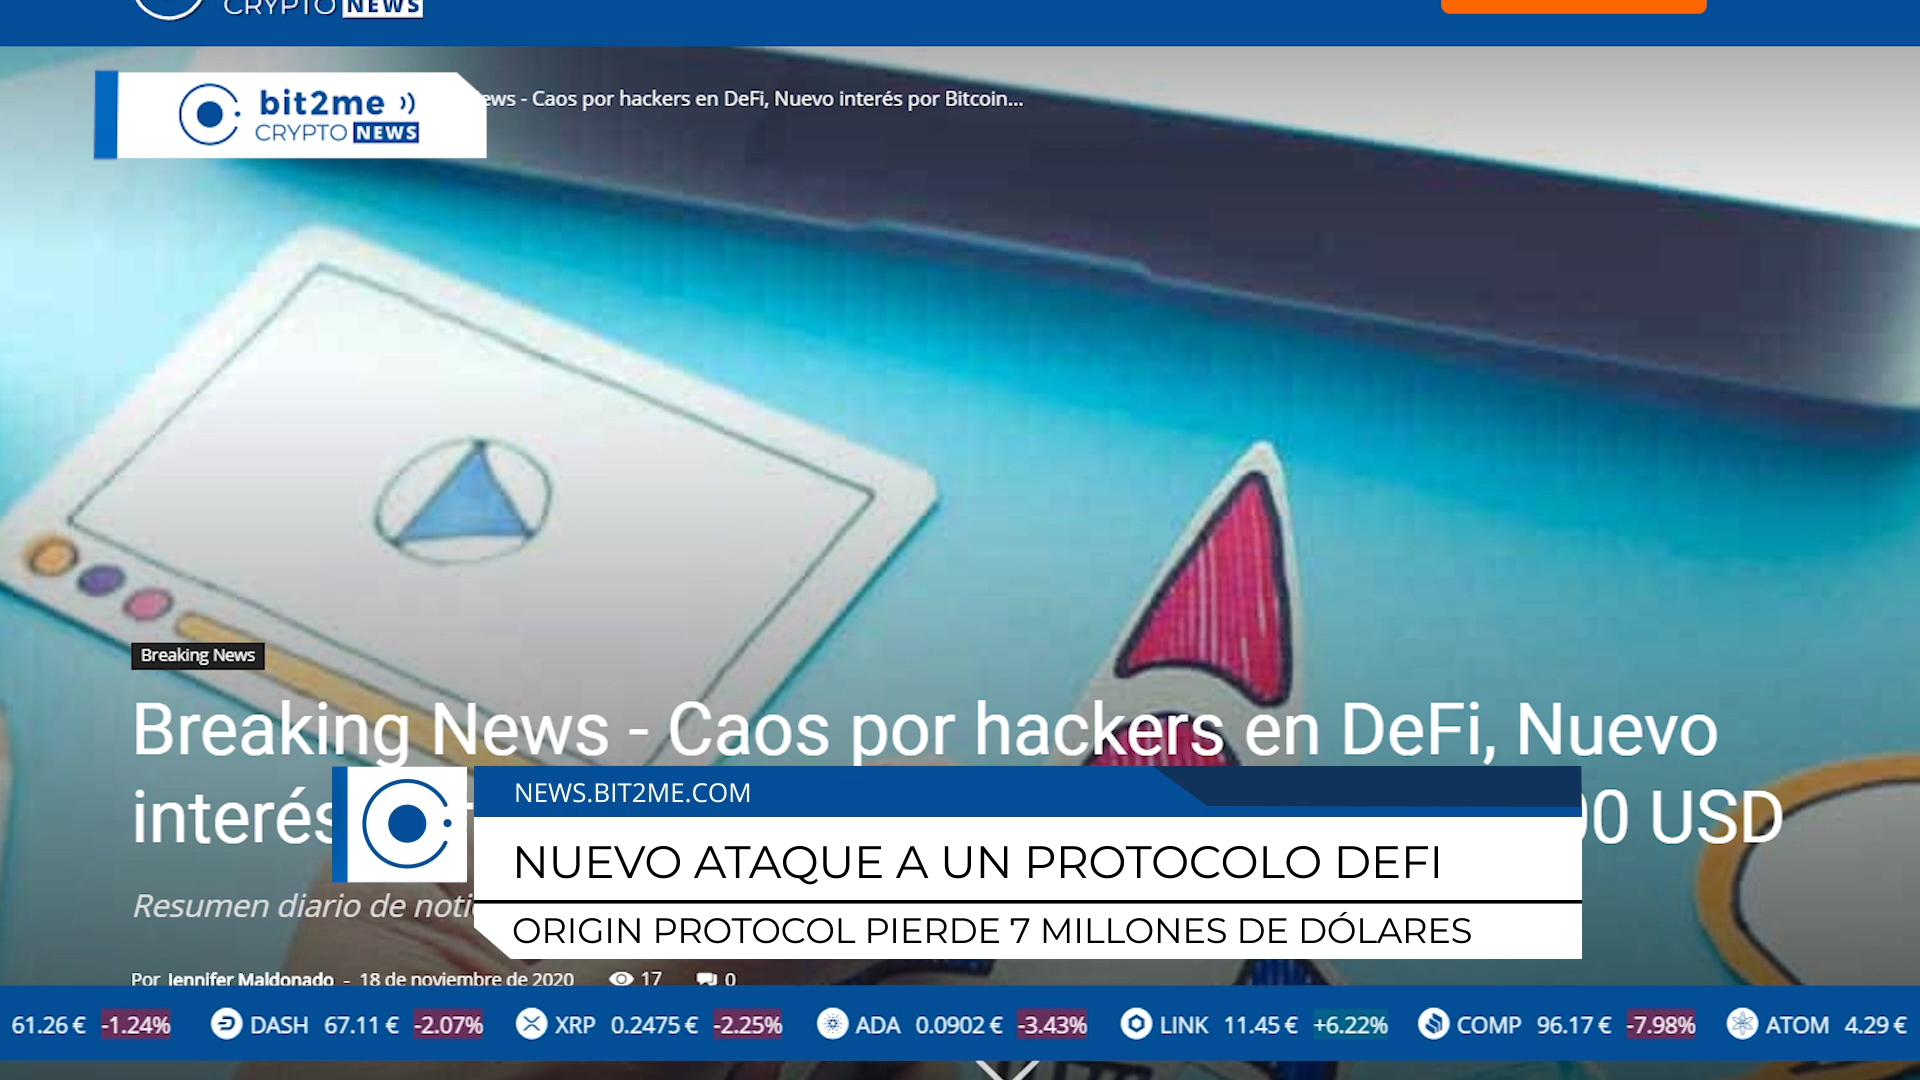 CRYPTO NEWS
bit2me
CRYPTO NEWS
ews - Caos por hackers en DeFi, Nuevo interés por Bitcoin...
Breaking News
Breaking News - Caos por hackers en DeFi, Nuevo
interés 00 USD
NEWS.BIT2ME.COM
NUEVO ATAQUE A UN PROTOCOLO DEFI
Resumen diario de noti
ORIGIN PROTOCOL PIERDE 7 MILLONES DE DÓLARES
Por Jennifer Maldonado - 18 de noviembre de 2020 17 0
61.26 € -1.24% DASH 67.11 € -2.07% XRP 0.2475 € -2.25% ADA 0.0902 € -3.43% LINK 11.45 € +6.22% COMP 96.17 € -7.98% ATOM 4.29 €